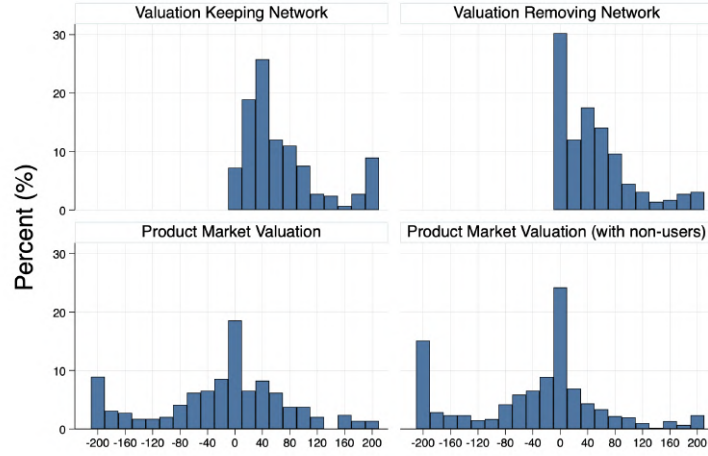 Valuation Keeping Network
Valuation Removing Network
30
20
10
0
Product Market Valuation
Product Market Valuation (with non-users)
30
20
10
0
-200 -160 -120 -80 -40 0 40 80 120 160 200
-200 -160 -120 -80 -40 0 40 80 120 160 200
Percent (%)